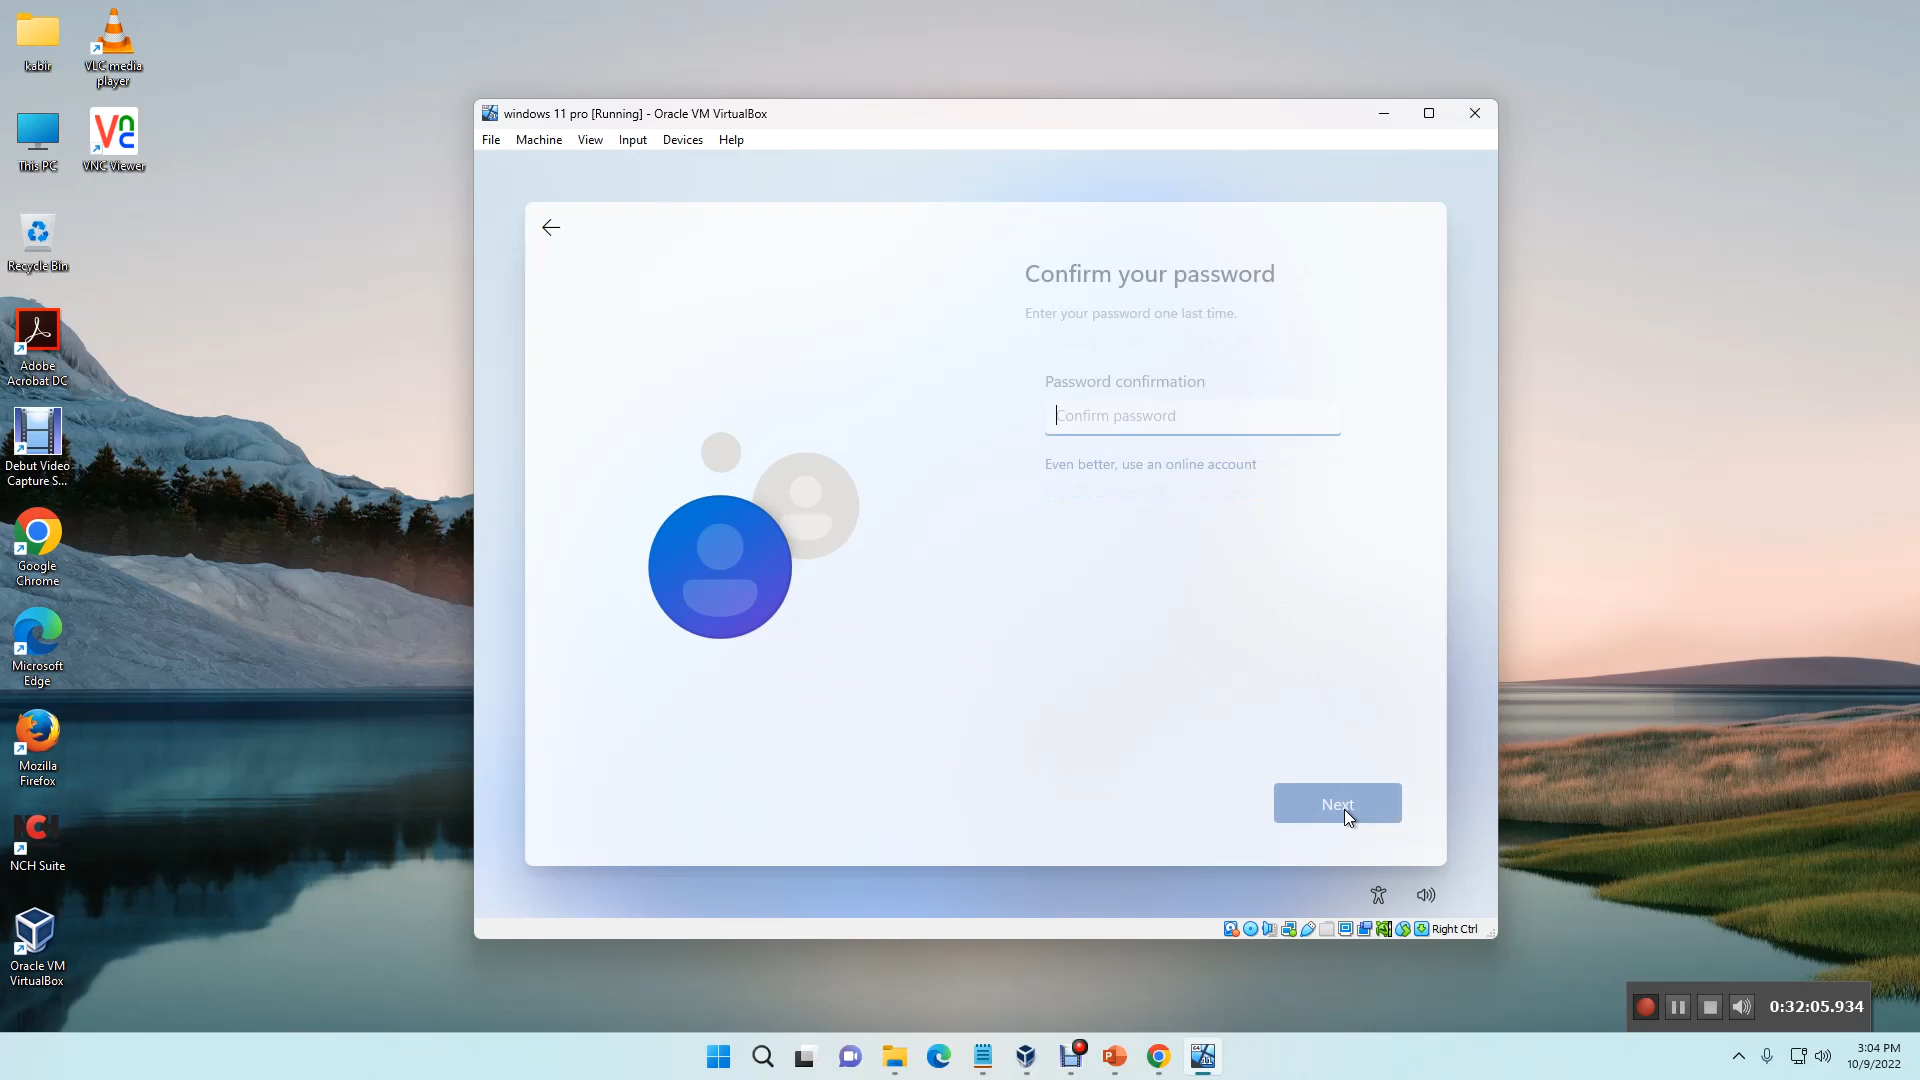 kabir
VLC media
player
This PC
VNC Viewer
Recycle Bin
Adobe
Acrobat DC
Debut Video
Capture S...
Google
Chrome
Microsoft
Edge
Mozilla
Firefox
NCH Suite
Oracle VM
VirtualBox
windows 11 pro [Running] - Oracle VM VirtualBox
File Machine View Input Devices Help
Confirm your password
Enter your password one last time.
Password confirmation
Confirm password
Even better, use an online account
Next
Right Ctrl
0:32:05.934
3:04 PM
10/9/2022